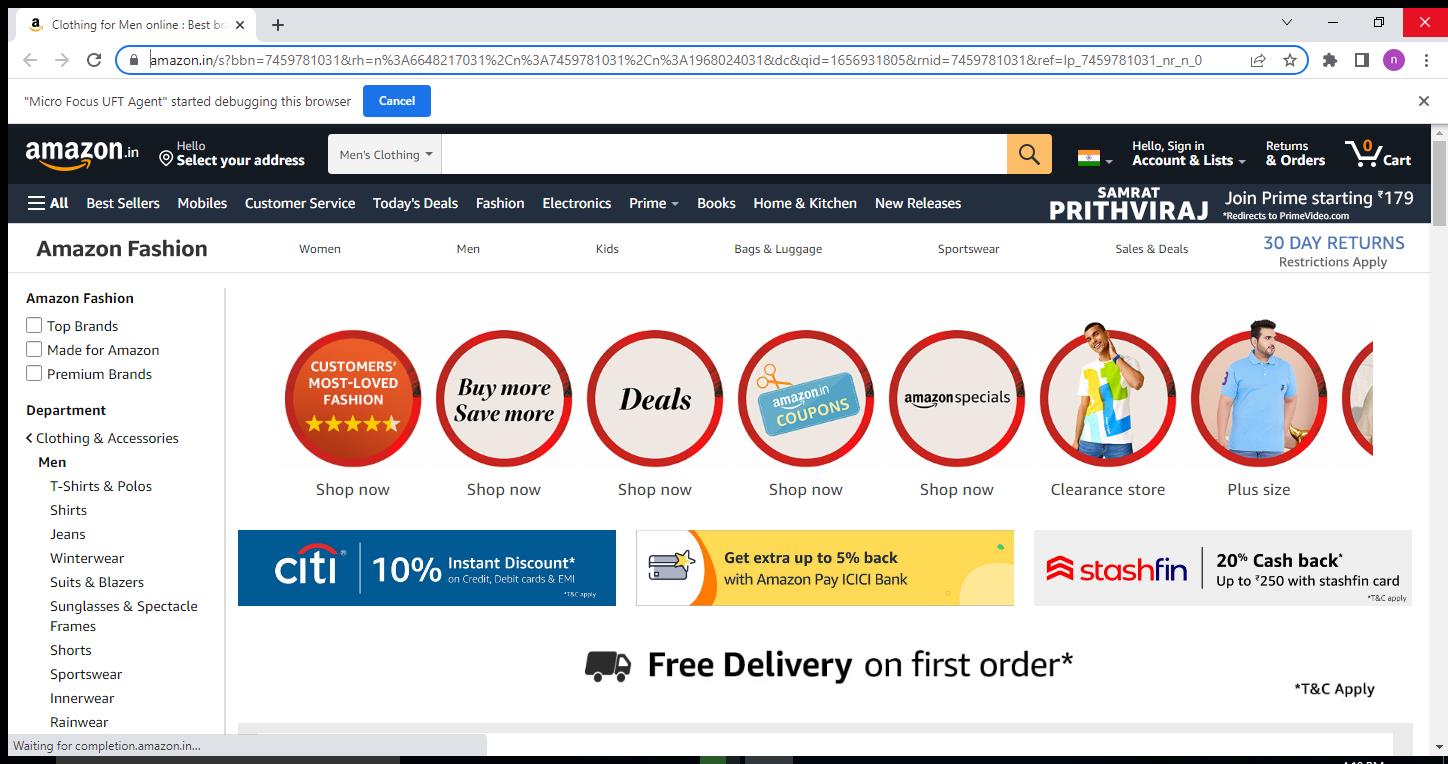 Clothing for Men online : Best br
amazon.in/s?bbn=7459781031&rh=n%3A6648217031%2Cn%3A7459781031%2Cn%3A1968024031&dc&qid=1656931805&rnid=7459781031&ref=lp_7459781031_nr_n_0
n
"Micro Focus UFT Agent" started debugging this browser
Cancel
amazon.in
Hello
Select your address
Men's Clothing
Hello, Sign in
Account & Lists
Returns
& Orders
0
Cart
All
Best Sellers
Mobiles
Customer Service
Today's Deals
Fashion
Electronics
Prime
Books
Home & Kitchen
New Releases
SAMRAT
PRITHVIRAJ
Join Prime starting ₹179
*Redirects to PrimeVideo.com
Amazon Fashion
Women
Men
Kids
Bags & Luggage
Sportswear
Sales & Deals
30 DAY RETURNS
Restrictions Apply
Amazon Fashion
Top Brands
Made for Amazon
Premium Brands
Department
Clothing & Accessories
Men
T-Shirts & Polos
Shirts
Jeans
Winterwear
Suits & Blazers
Sunglasses & Spectacle
Frames
Shorts
Sportswear
Innerwear
Rainwear
CUSTOMERS'
MOST-LOVED
FASHION
Shop now
Buy more
Save more
Shop now
Deals
Shop now
amazon.in
COUPONS
Shop now
amazon specials
Shop now
Clearance store
Plus size
citi
10% Instant Discount*
on Credit, Debit cards & EMI
*T&C apply
Get extra up to 5% back
with Amazon Pay ICICI Bank
stashfin
20% Cash back*
Up to ₹250 with stashfin card
*T&C apply
Free Delivery on first order*
*T&C Apply
Waiting for completion.amazon.in...